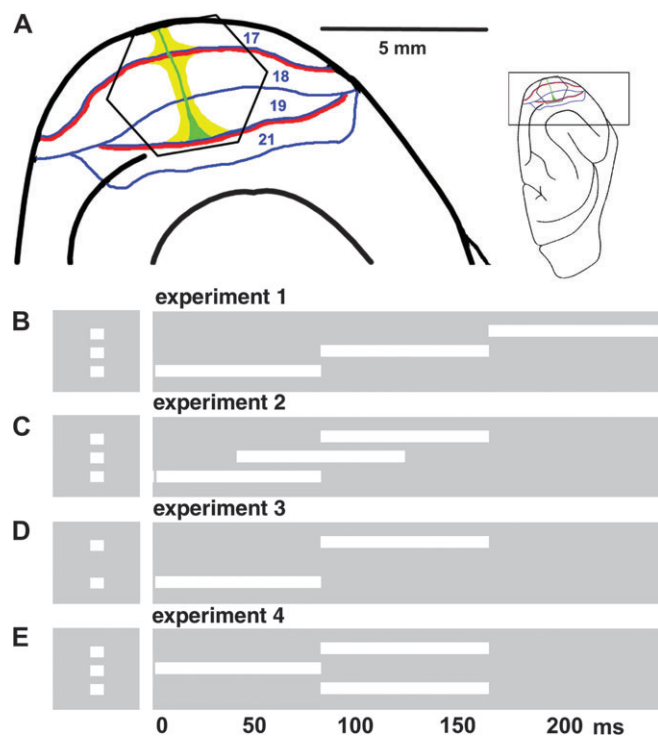 A
17
5 mm
18
19
21
experiment 1
B
experiment 2
C
experiment 3
D
experiment 4
E
0 50 100 150 200 ms